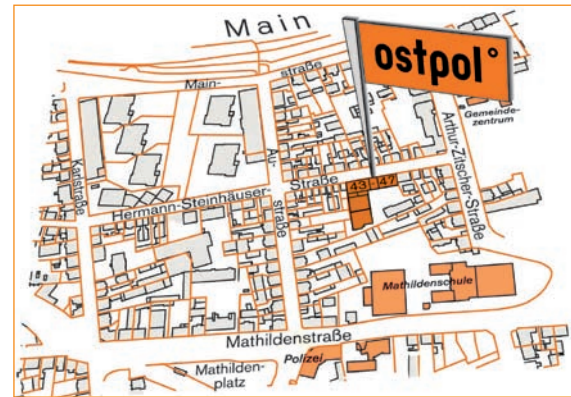 Main
ostpol°
straße
Main-
Gemeinde-
zentrum
Karlstraße
Au-
straße
Arthur-Zitscher-Straße
Straße
43 - 47
Hermann-Steinhäuser-
Mathildenschule
Mathildenstraße
Polizei
Mathilden-
platz